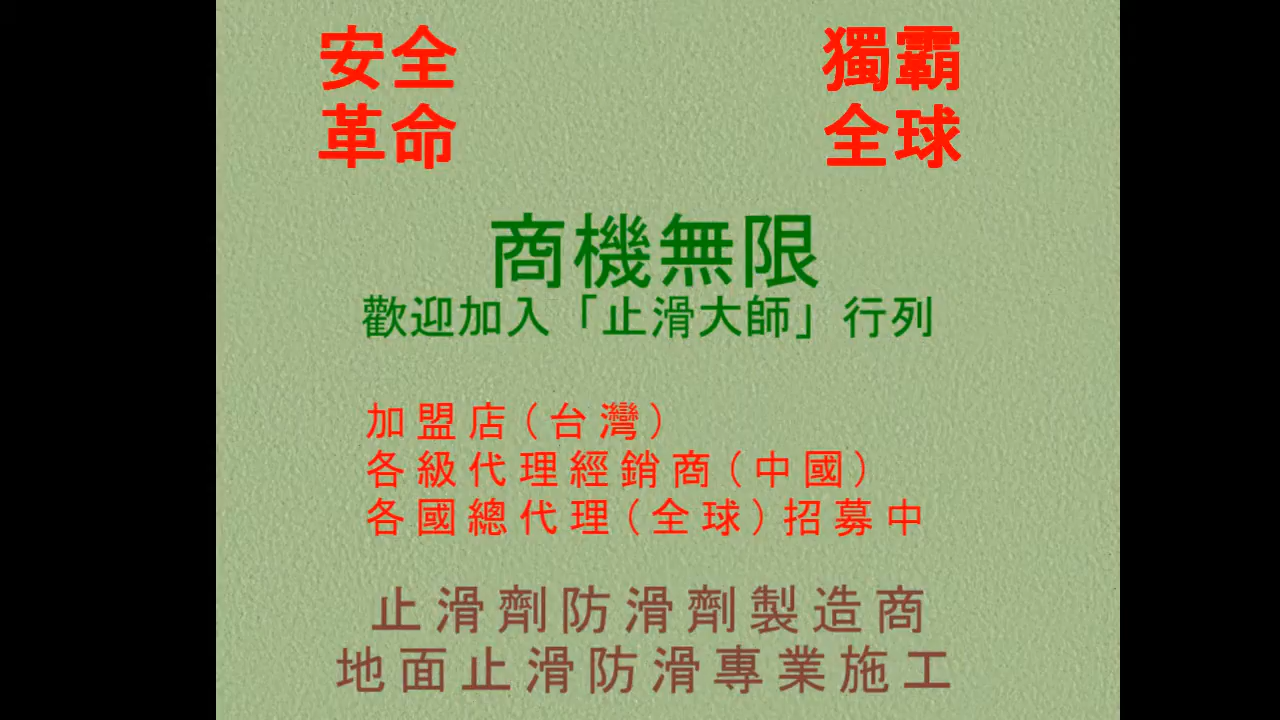 安全
革命
獨霸
全球
商機無限
歡迎加入「止滑大師」行列
加盟店(台灣)
各級代理經銷商(中國)
各國總代理(全球)招募中
止滑劑防滑劑製造商
地面止滑防滑專業施工